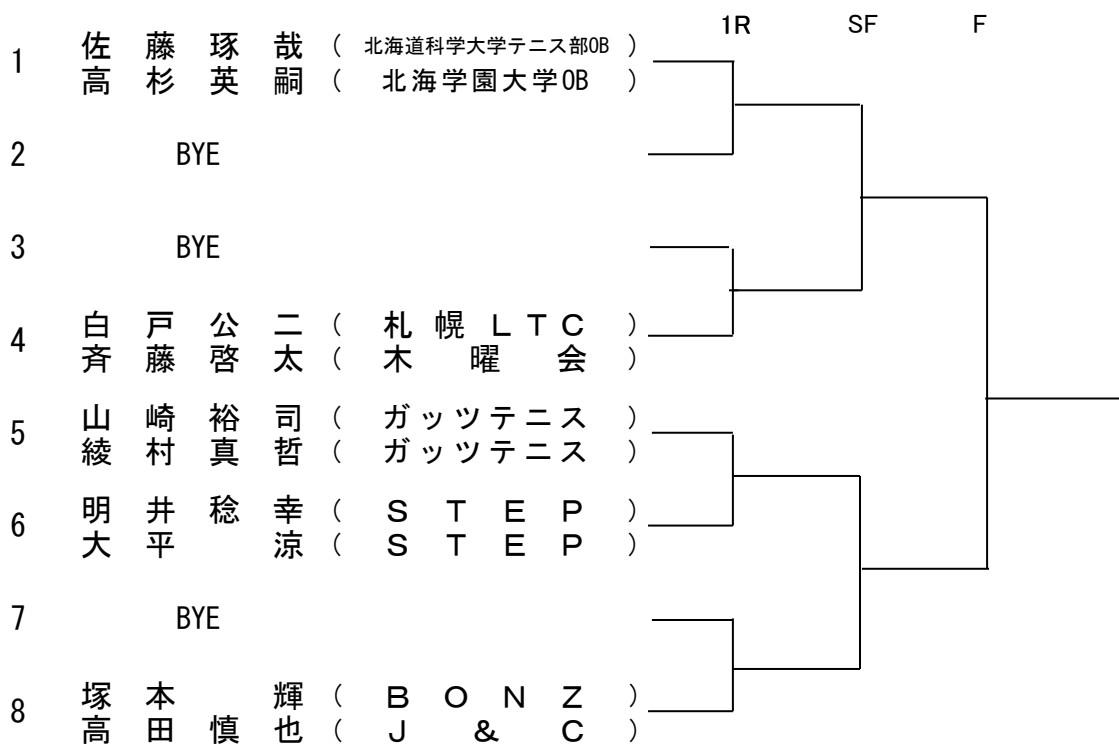 1R SF F
1 佐藤琢哉 ( 北海道科学大学テニス部OB )
高杉英嗣 ( 北海学園大学OB )
2 BYE
3 BYE
4 白戸公二 ( 札幌LTC )
斉藤啓太 ( 木曜会 )
5 山崎裕司 ( ガッツテニス )
綾村真哲 ( ガッツテニス )
6 明井稔幸 ( STEP )
大平涼 ( STEP )
7 BYE
8 塚本輝 ( BONZ )
高田慎也 ( J&C )